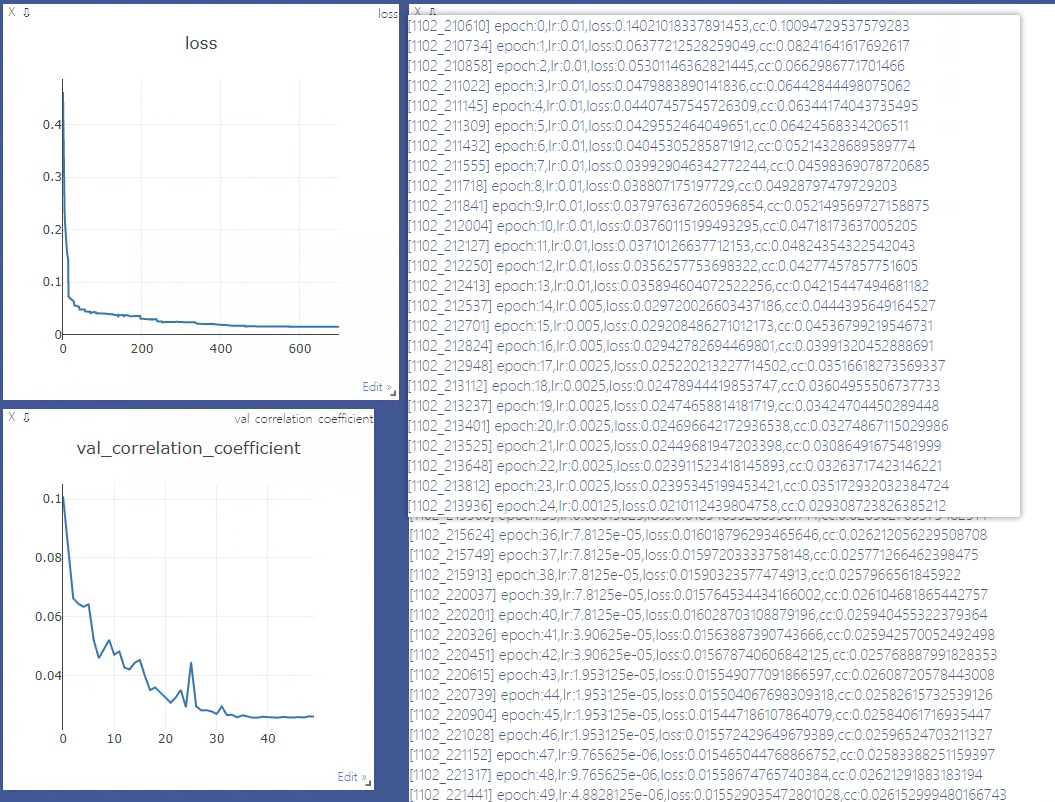 X
loss
loss
0.4
0.3
0.2
0.1
0
0 200 400 600
Edit »
X
val correlation coefficient
val_correlation_coefficient
0.1
0.08
0.06
0.04
0 10 20 30 40
Edit »
[1102_210610] epoch:0,lr:0.01,loss:0.14021018337891453,cc:0.10094729537579283
[1102_210734] epoch:1,lr:0.01,loss:0.06377212528259049,cc:0.08241641617692617
[1102_210858] epoch:2,lr:0.01,loss:0.05301146362821445,cc:0.0662986771701466
[1102_211022] epoch:3,lr:0.01,loss:0.0479883890141836,cc:0.06442844498075062
[1102_211145] epoch:4,lr:0.01,loss:0.04407457545726309,cc:0.06344174043735495
[1102_211309] epoch:5,lr:0.01,loss:0.0429552464049651,cc:0.06424568334206511
[1102_211432] epoch:6,lr:0.01,loss:0.04045305285871912,cc:0.05214328689589774
[1102_211555] epoch:7,lr:0.01,loss:0.039929046342772244,cc:0.04598369078720685
[1102_211718] epoch:8,lr:0.01,loss:0.038807175197729,cc:0.04928797479729203
[1102_211841] epoch:9,lr:0.01,loss:0.037976367260596854,cc:0.052149569727158875
[1102_212004] epoch:10,lr:0.01,loss:0.03760115199493295,cc:0.04718173637005205
[1102_212127] epoch:11,lr:0.01,loss:0.03710126637712153,cc:0.04824354322542043
[1102_212250] epoch:12,lr:0.01,loss:0.0356257753698322,cc:0.04277457857751605
[1102_212413] epoch:13,lr:0.01,loss:0.035894604072522256,cc:0.04215447494681182
[1102_212537] epoch:14,lr:0.005,loss:0.029720026603437186,cc:0.0444395649164527
[1102_212701] epoch:15,lr:0.005,loss:0.029208486271012173,cc:0.04536799219546731
[1102_212824] epoch:16,lr:0.005,loss:0.02942782694469801,cc:0.03991320452888691
[1102_212948] epoch:17,lr:0.0025,loss:0.025220213227714502,cc:0.03516618273569337
[1102_213112] epoch:18,lr:0.0025,loss:0.02478944419853747,cc:0.03604955506737733
[1102_213237] epoch:19,lr:0.0025,loss:0.02474658814181719,cc:0.03424704450289448
[1102_213401] epoch:20,lr:0.0025,loss:0.024696642172936538,cc:0.03274867115029986
[1102_213525] epoch:21,lr:0.0025,loss:0.02449681947203398,cc:0.03086491675481999
[1102_213648] epoch:22,lr:0.0025,loss:0.023911523418145893,cc:0.03263717423146221
[1102_213812] epoch:23,lr:0.0025,loss:0.02395345199453421,cc:0.035172932032384724
[1102_213936] epoch:24,lr:0.00125,loss:0.0210112439804758,cc:0.029308723826385212
[1102_215624] epoch:36,lr:7.8125e-05,loss:0.016018796293465646,cc:0.026212056229508708
[1102_215749] epoch:37,lr:7.8125e-05,loss:0.01597203333758148,cc:0.025771266462398475
[1102_215913] epoch:38,lr:7.8125e-05,loss:0.01590323577474913,cc:0.0257966561845922
[1102_220037] epoch:39,lr:7.8125e-05,loss:0.015764534434166002,cc:0.026104681865442757
[1102_220201] epoch:40,lr:7.8125e-05,loss:0.016028703108879196,cc:0.025940455322379364
[1102_220326] epoch:41,lr:3.90625e-05,loss:0.01563887390743666,cc:0.025942570052492498
[1102_220451] epoch:42,lr:3.90625e-05,loss:0.015678740606842125,cc:0.025768887991828353
[1102_220615] epoch:43,lr:1.953125e-05,loss:0.015549077091866597,cc:0.02608720578443008
[1102_220739] epoch:44,lr:1.953125e-05,loss:0.015504067698309318,cc:0.02582615732539126
[1102_220904] epoch:45,lr:1.953125e-05,loss:0.015447186107864079,cc:0.02584061716935447
[1102_221028] epoch:46,lr:1.953125e-05,loss:0.015572429649679389,cc:0.02596524703211327
[1102_221152] epoch:47,lr:9.765625e-06,loss:0.015465044768866752,cc:0.02583388251159397
[1102_221317] epoch:48,lr:9.765625e-06,loss:0.01558674765740384,cc:0.02621291883183194
[1102_221441] epoch:49,lr:4.8828125e-06,loss:0.015529035472801028,cc:0.026152999480166743